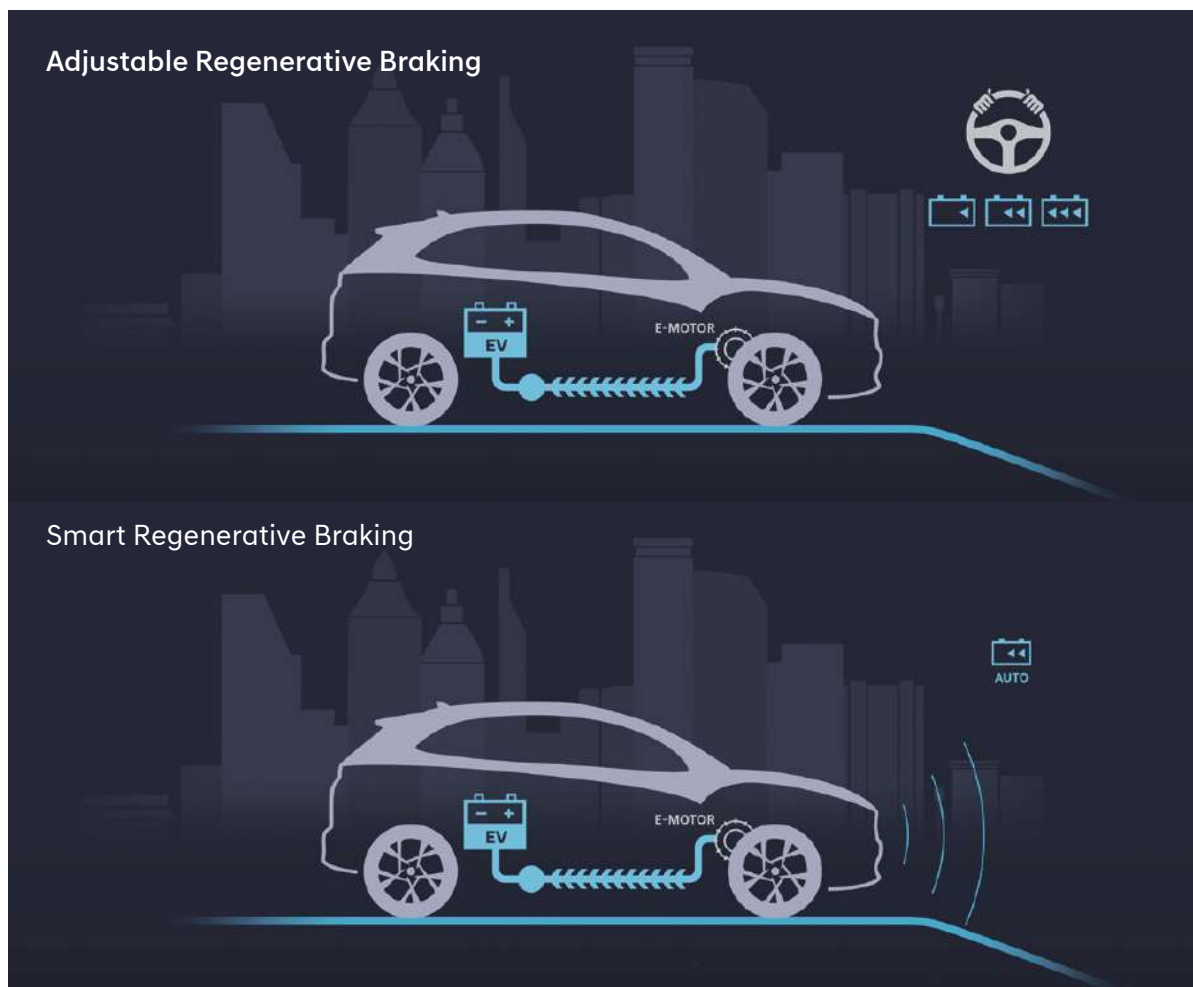 Adjustable Regenerative Braking
E-MOTOR
- +
EV
Smart Regenerative Braking
AUTO
E-MOTOR
- +
EV